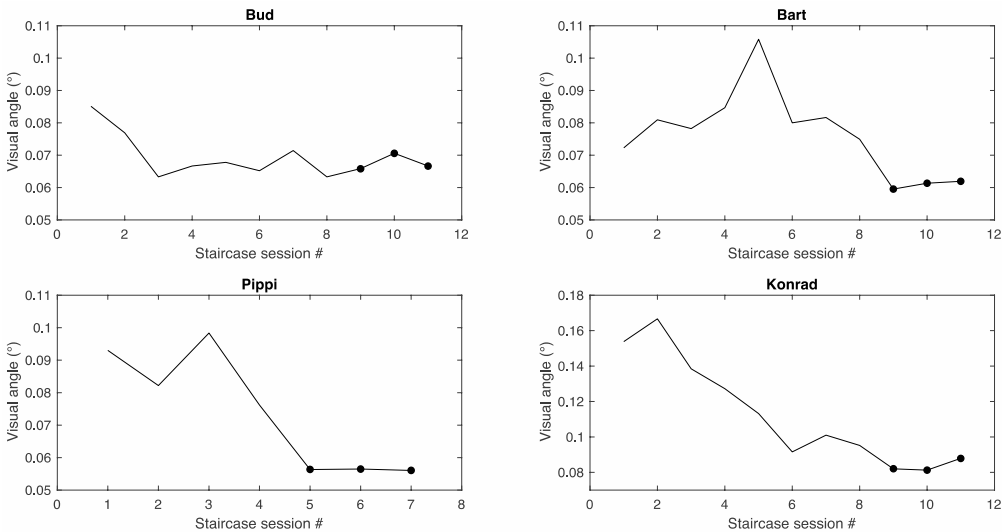 Bud
0.11
0.1
0.09
0.08
0.07
0.06
0.05
Visual angle (°)
0 2 4 6 8 10 12
Staircase session #
Bart
0.11
0.1
0.09
0.08
0.07
0.06
0.05
Visual angle (°)
0 2 4 6 8 10 12
Staircase session #
Pippi
0.11
0.1
0.09
0.08
0.07
0.06
0.05
Visual angle (°)
0 1 2 3 4 5 6 7 8
Staircase session #
Konrad
0.18
0.16
0.14
0.12
0.1
0.08
Visual angle (°)
0 2 4 6 8 10 12
Staircase session #